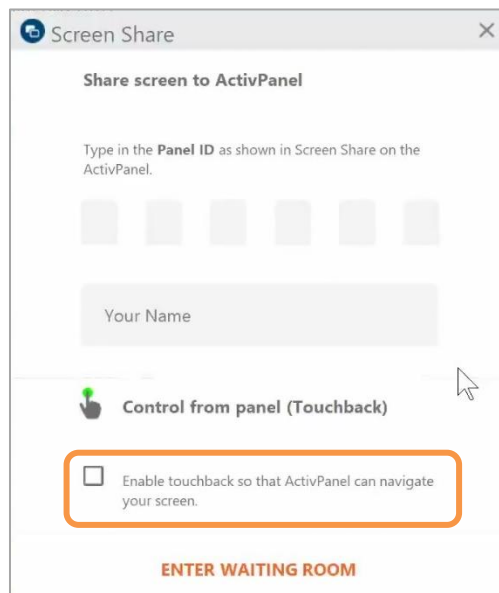 Screen Share
Share screen to ActivPanel
Type in the Panel ID as shown in Screen Share on the
ActivPanel.
Your Name
Control from panel (Touchback)
Enable touchback so that ActivPanel can navigate
your screen.
ENTER WAITING ROOM